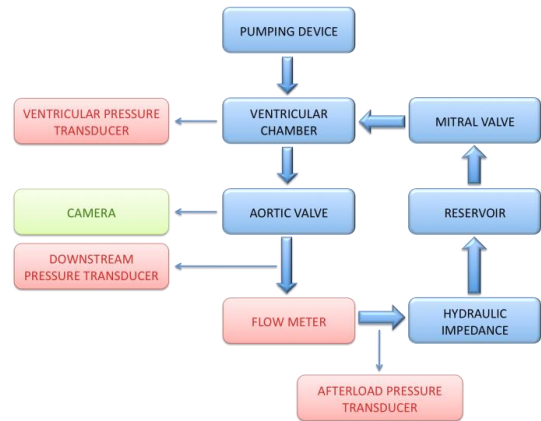 PUMPING DEVICE
VENTRICULAR PRESSURE
TRANSDUCER
VENTRICULAR
CHAMBER
MITRAL VALVE
CAMERA
AORTIC VALVE
RESERVOIR
DOWNSTREAM
PRESSURE TRANSDUCER
FLOW METER
HYDRAULIC
IMPEDANCE
AFTERLOAD PRESSURE
TRANSDUCER